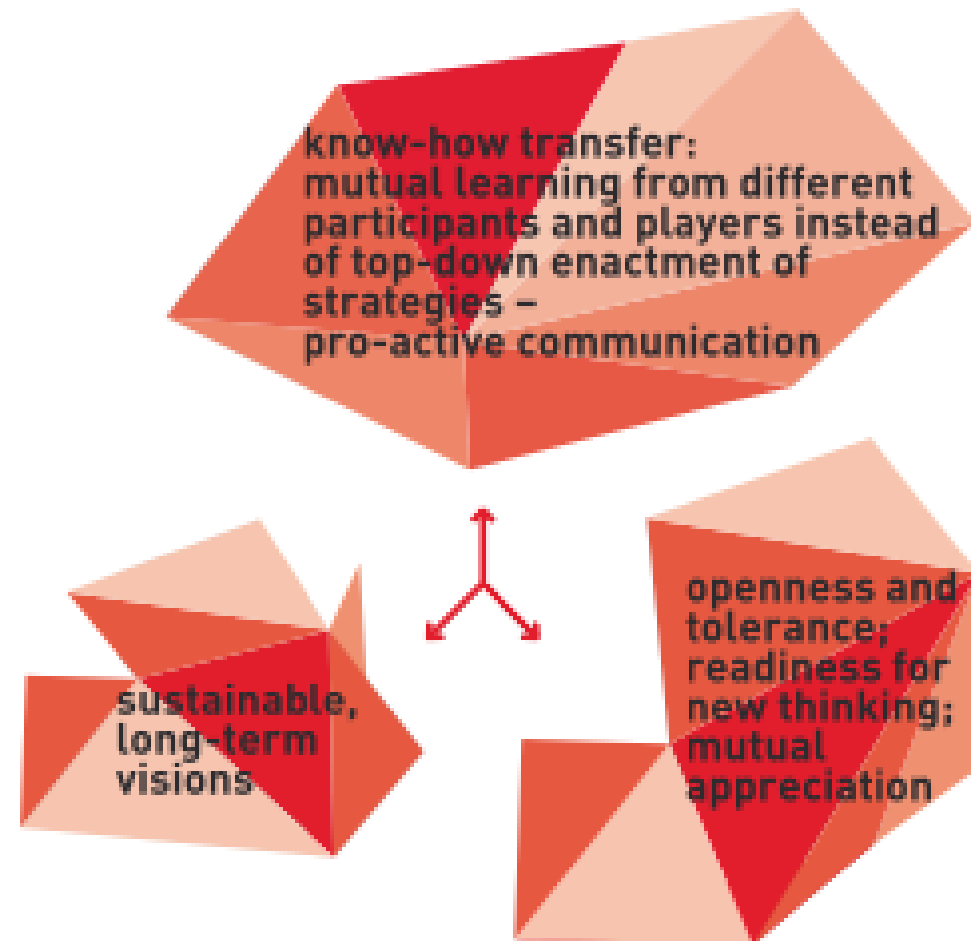 know-how transfer:
mutual learning from different
participants and players instead
of top-down enactment of
strategies –
pro-active communication
sustainable,
long-term
visions
openness and
tolerance;
readiness for
new thinking;
mutual
appreciation